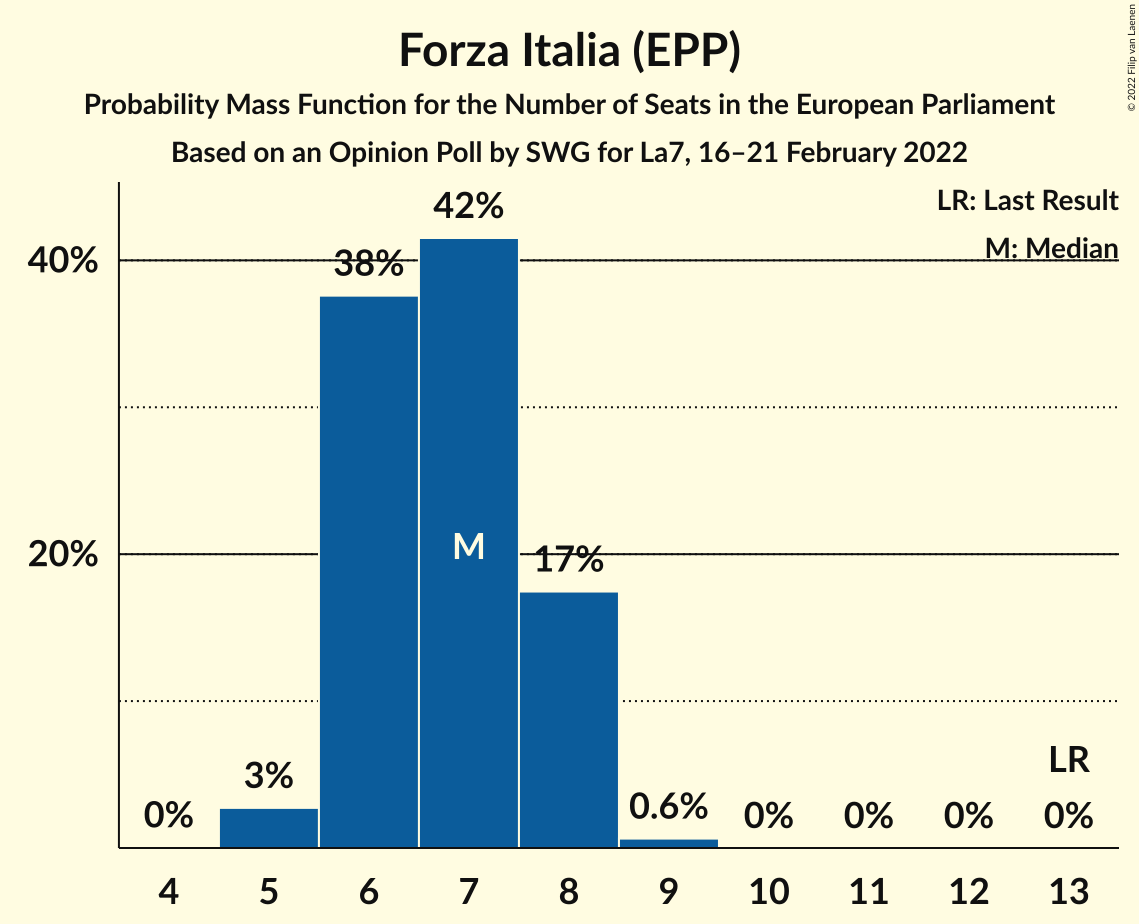 Forza Italia (EPP)
Probability Mass Function for the Number of Seats in the European Parliament
Based on an Opinion Poll by SWG for La7, 16–21 February 2022
© 2022 Filip van Laenen
LR: Last Result
M: Median
40%
20%
0%
3%
38%
42%
M
17%
0.6%
0%
0%
0%
LR
0%
4 5 6 7 8 9 10 11 12 13